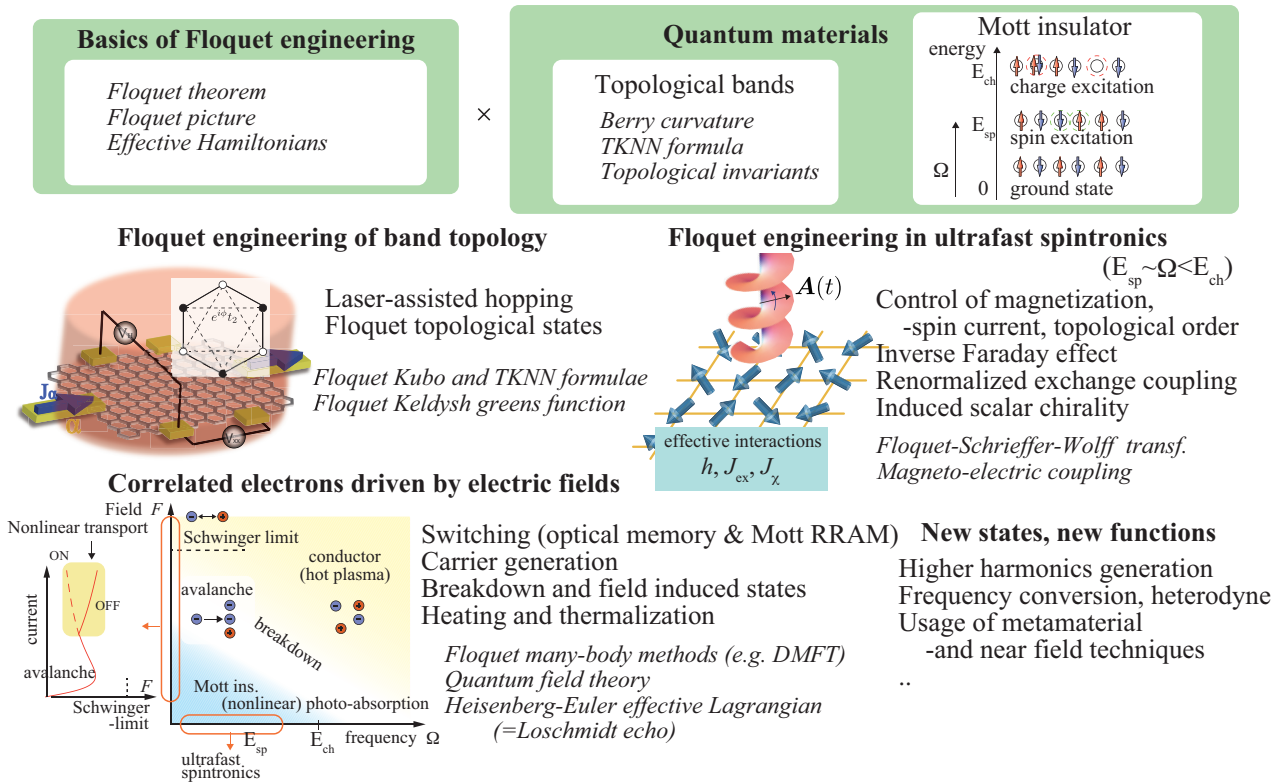 Basics of Floquet engineering
Floquet theorem
Floquet picture
Effective Hamiltonians
×
Quantum materials
Topological bands
Berry curvature
TKNN formula
Topological invariants
Mott insulator
energy
E_ch
charge excitation
E_sp
spin excitation
Ω
0
ground state
Floquet engineering of band topology
e^{iφ}t_2
J_α
Laser-assisted hopping
Floquet topological states
Floquet Kubo and TKNN formulae
Floquet Keldysh greens function
Floquet engineering in ultrafast spintronics
(E_sp~Ω<E_ch)
A(t)
Control of magnetization,
-spin current, topological order
Inverse Faraday effect
Renormalized exchange coupling
Induced scalar chirality
Floquet-Schrieffer-Wolff transf.
Magneto-electric coupling
effective interactions
h, J_ex, J_χ
Correlated electrons driven by electric fields
Field F
Nonlinear transport
ON
OFF
current
avalanche
F
Schwinger
-limit
Schwinger limit
conductor
(hot plasma)
avalanche
breakdown
Mott ins.
(nonlinear) photo-absorption
E_sp
E_ch
frequency Ω
ultrafast
spintronics
Switching (optical memory & Mott RRAM)
Carrier generation
Breakdown and field induced states
Heating and thermalization
Floquet many-body methods (e.g. DMFT)
Quantum field theory
Heisenberg-Euler effective Lagrangian
(=Loschmidt echo)
New states, new functions
Higher harmonics generation
Frequency conversion, heterodyne
Usage of metamaterial
-and near field techniques
..